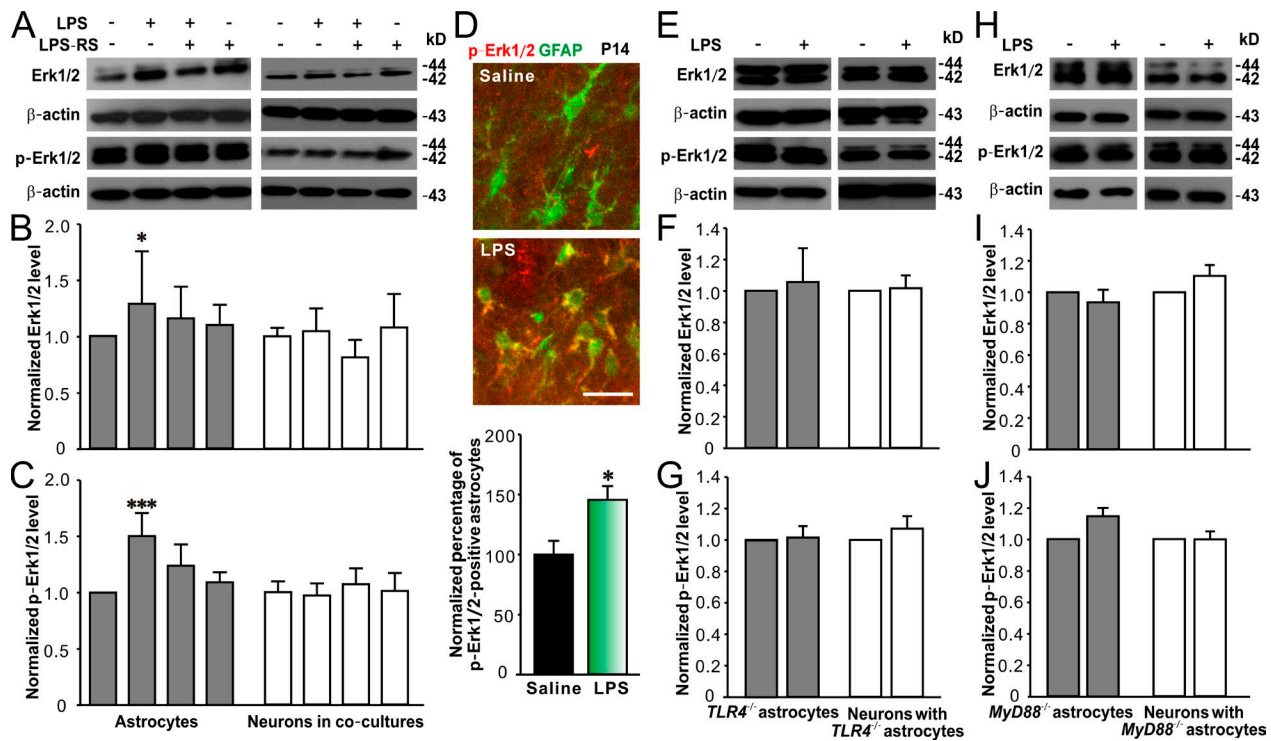 A
LPS - + + - - + + -
LPS-RS - - + + - - + + kD
Erk1/2 -44
-42
β-actin -43
p-Erk1/2 -44
-42
β-actin -43
B
Normalized Erk1/2 level
2.0
1.5
1.0
0.5
0
*
C
Normalized p-Erk1/2 level
2.0
1.5
1.0
0.5
0
***
Astrocytes Neurons in co-cultures
D
p-Erk1/2 GFAP P14
Saline
LPS
Normalized percentage of
p-Erk1/2-positive astrocytes
200
150
100
50
0
*
Saline LPS
E
LPS - + - + kD
Erk1/2 -44
-42
β-actin -43
p-Erk1/2 -44
-42
β-actin -43
F
Normalized Erk1/2 level
1.4
1.2
1.0
0.8
0.6
0.4
0.2
0
G
Normalized p-Erk1/2 level
1.4
1.2
1.0
0.8
0.6
0.4
0.2
0
TLR4-/- astrocytes Neurons with
TLR4-/- astrocytes
H
LPS - + - + kD
Erk1/2 -44
-42
β-actin -43
p-Erk1/2 -44
-42
β-actin -43
I
Normalized Erk1/2 level
1.4
1.2
1.0
0.8
0.6
0.4
0.2
0
J
Normalized p-Erk1/2 level
1.4
1.2
1.0
0.8
0.6
0.4
0.2
0
MyD88-/- astrocytes Neurons with
MyD88-/- astrocytes